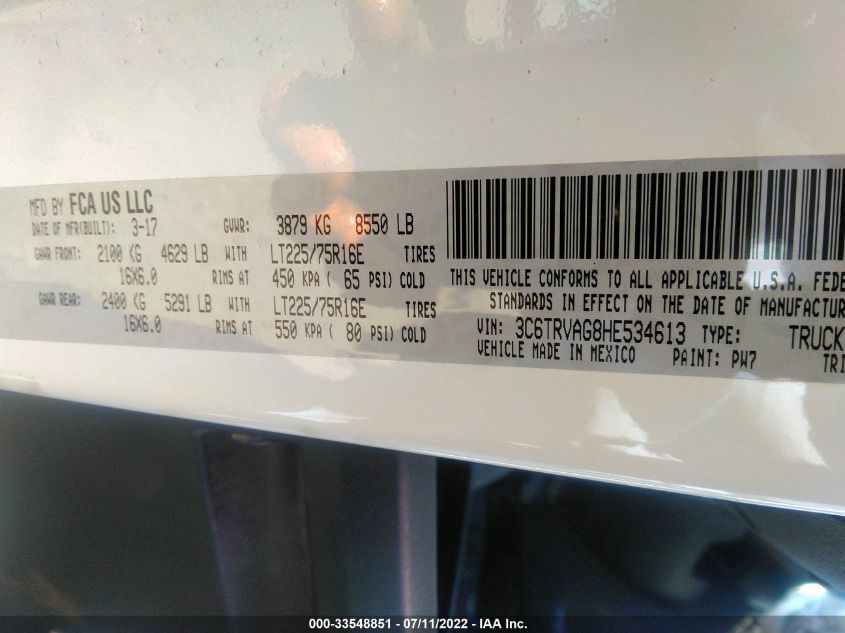 MFD BY FCA US LLC
DATE OF MFR(BUILT): 3-17 GVWR: 3879 KG 8550 LB
GAWR FRONT: 2100 KG 4629 LB WITH LT225/75R16E TIRES
16X6.0 RIMS AT 450 KPA ( 65 PSI) COLD
GAWR REAR: 2400 KG 5291 LB WITH LT225/75R16E TIRES
16X6.0 RIMS AT 550 KPA ( 80 PSI) COLD
THIS VEHICLE CONFORMS TO ALL APPLICABLE U.S.A. FEDE
STANDARDS IN EFFECT ON THE DATE OF MANUFACTUR
VIN: 3C6TRVAG8HE534613 TYPE: TRUCK
VEHICLE MADE IN MEXICO PAINT: PW7 TRI
000-33548851 - 07/11/2022 - IAA Inc.